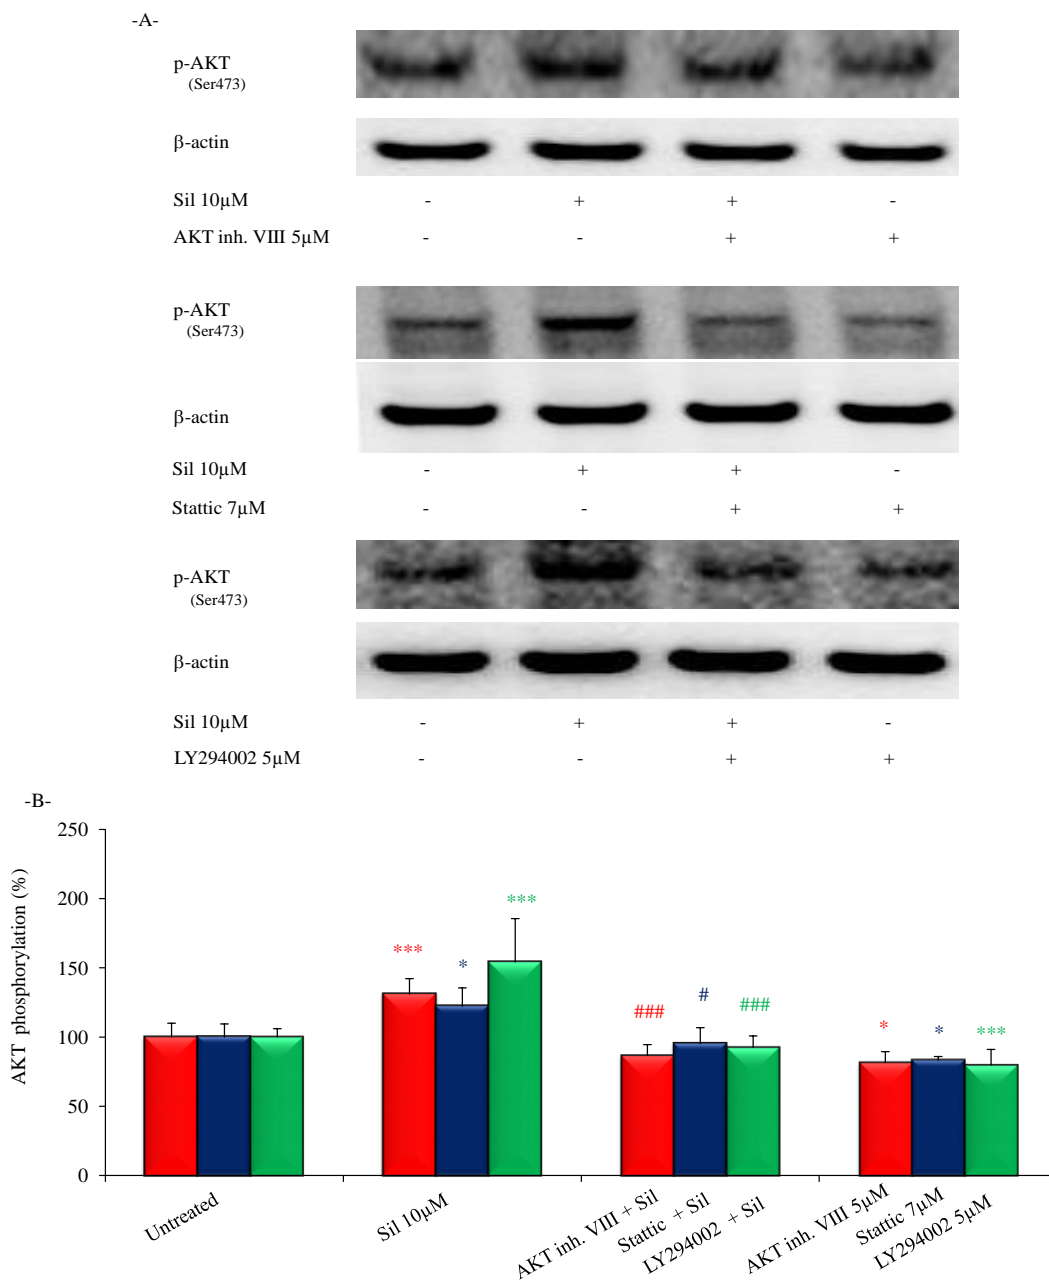 -A-
p-AKT
(Ser473)
β-actin
Sil 10µM - + + -
AKT inh. VIII 5µM - - + +
p-AKT
(Ser473)
β-actin
Sil 10µM - + + -
Stattic 7µM - - + +
p-AKT
(Ser473)
β-actin
Sil 10µM - + + -
LY294002 5µM - - + +
-B-
AKT phosphorylation (%)
250
200
150
100
50
0
*** * ***
### # ###
* * ***
Untreated
Sil 10µM
AKT inh. VIII + Sil
Stattic + Sil
LY294002 + Sil
AKT inh. VIII 5µM
Stattic 7µM
LY294002 5µM